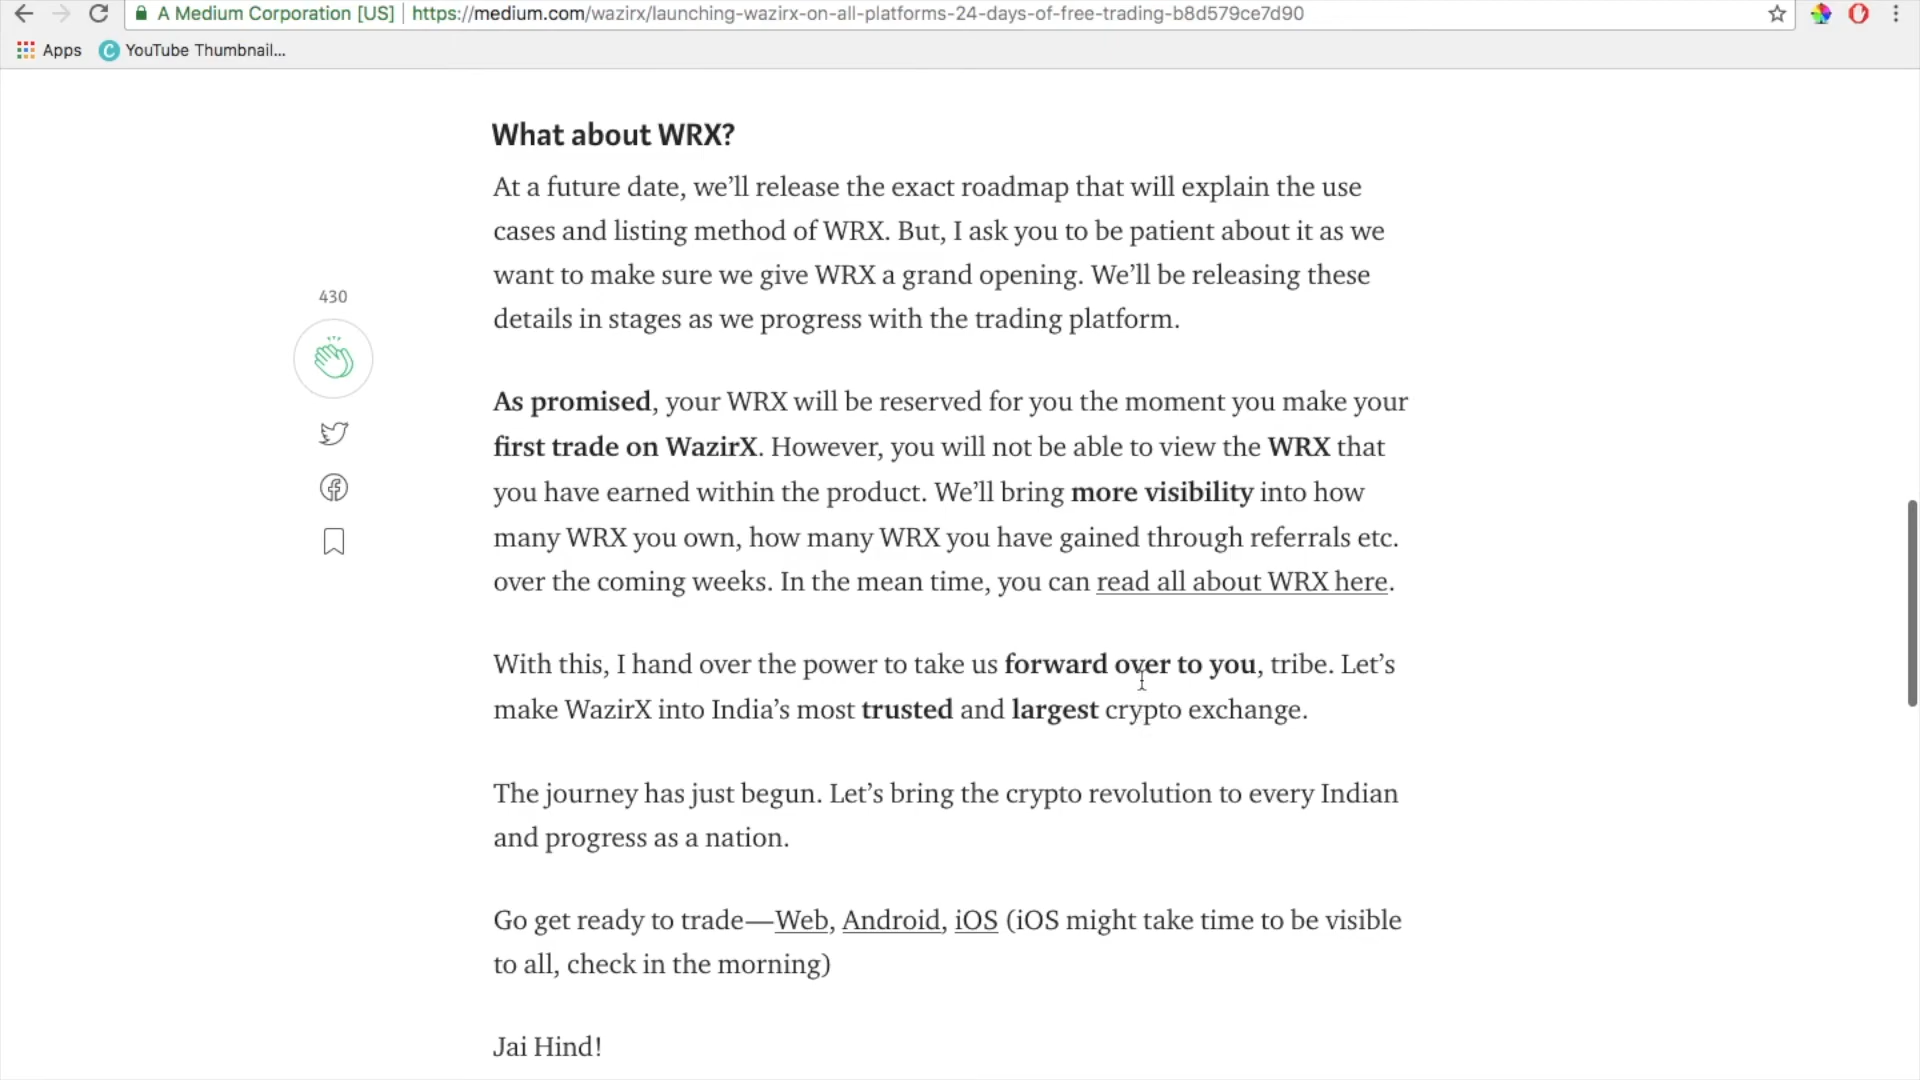 A Medium Corporation [US] https://medium.com/wazirx/launching-wazirx-on-all-platforms-24-days-of-free-trading-b8d579ce7d90
Apps C YouTube Thumbnail...
What about WRX?
At a future date, we’ll release the exact roadmap that will explain the use
cases and listing method of WRX. But, I ask you to be patient about it as we
want to make sure we give WRX a grand opening. We’ll be releasing these
details in stages as we progress with the trading platform.
430
As promised, your WRX will be reserved for you the moment you make your
first trade on WazirX. However, you will not be able to view the WRX that
you have earned within the product. We’ll bring more visibility into how
many WRX you own, how many WRX you have gained through referrals etc.
over the coming weeks. In the mean time, you can read all about WRX here.
With this, I hand over the power to take us forward over to you, tribe. Let’s
make WazirX into India’s most trusted and largest crypto exchange.
The journey has just begun. Let’s bring the crypto revolution to every Indian
and progress as a nation.
Go get ready to trade—Web, Android, iOS (iOS might take time to be visible
to all, check in the morning)
Jai Hind!